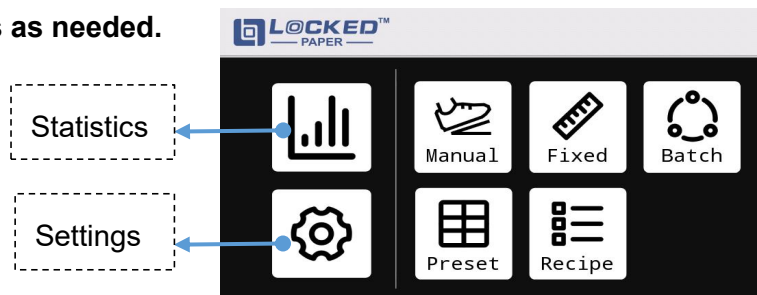 s as needed.
LOCKED™
PAPER
Statistics
Manual Fixed Batch
Settings
Preset Recipe